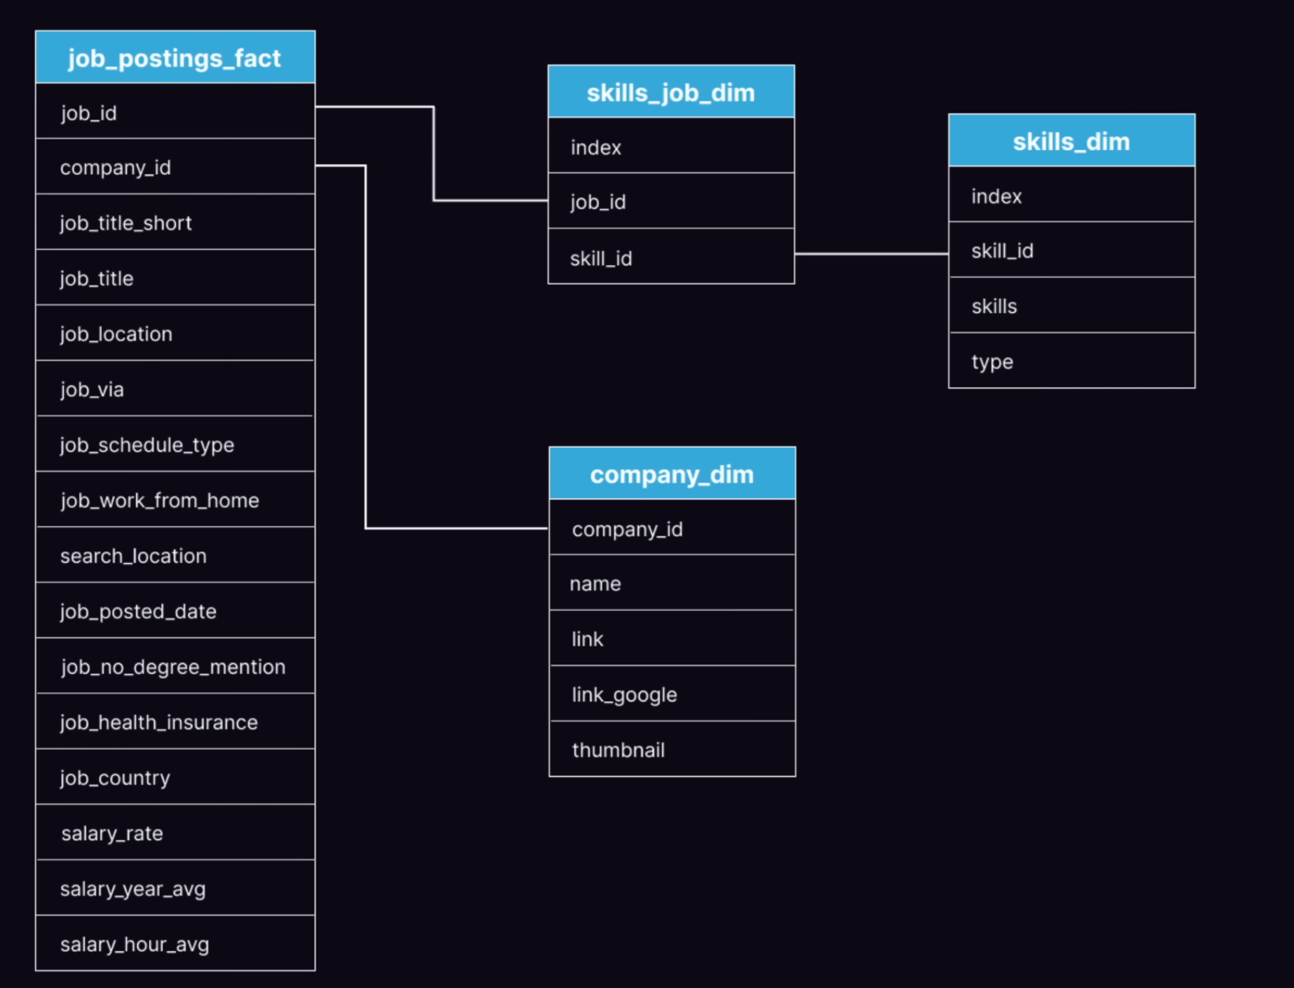 job_postings_fact
job_id
company_id
job_title_short
job_title
job_location
job_via
job_schedule_type
job_work_from_home
search_location
job_posted_date
job_no_degree_mention
job_health_insurance
job_country
salary_rate
salary_year_avg
salary_hour_avg
skills_job_dim
index
job_id
skill_id
company_dim
company_id
name
link
link_google
thumbnail
skills_dim
index
skill_id
skills
type